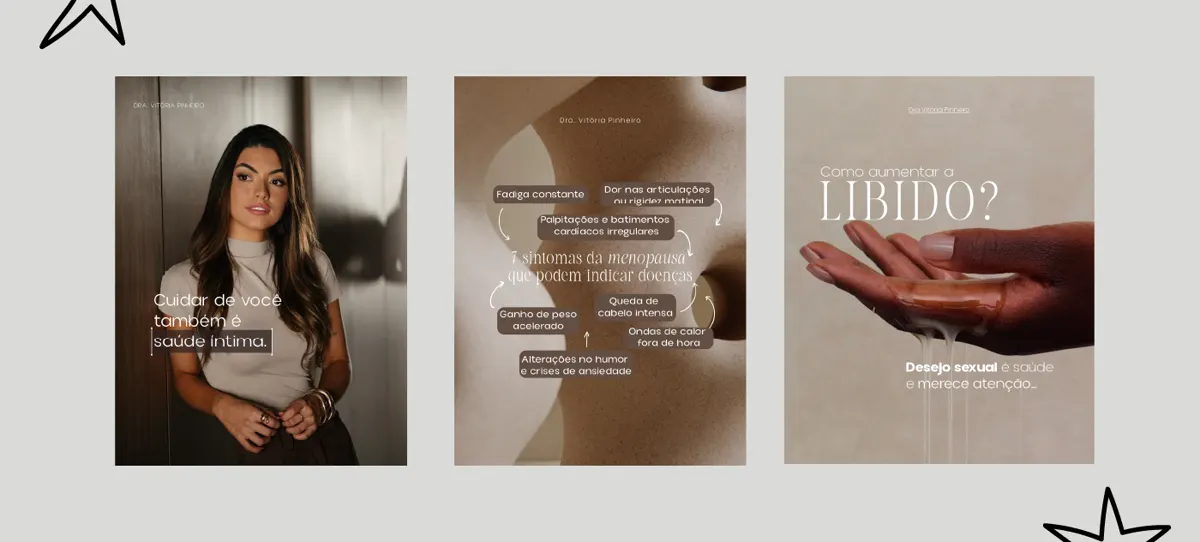 DRA. VITÓRIA PINHEIRO
Cuidar de você
também é
saúde íntima.
Dra. Vitória Pinheiro
Fadiga constante
Dor nas articulações
ou rigidez matinal
Palpitações e batimentos
cardíacos irregulares
7 sintomas da menopausa
que podem indicar doenças
Ganho de peso
acelerado
Queda de
cabelo intensa
Ondas de calor
fora de hora
Alterações no humor
e crises de ansiedade
Dra Vitória Pinheiro
Como aumentar a
LIBIDO?
Desejo sexual é saúde
e merece atenção...